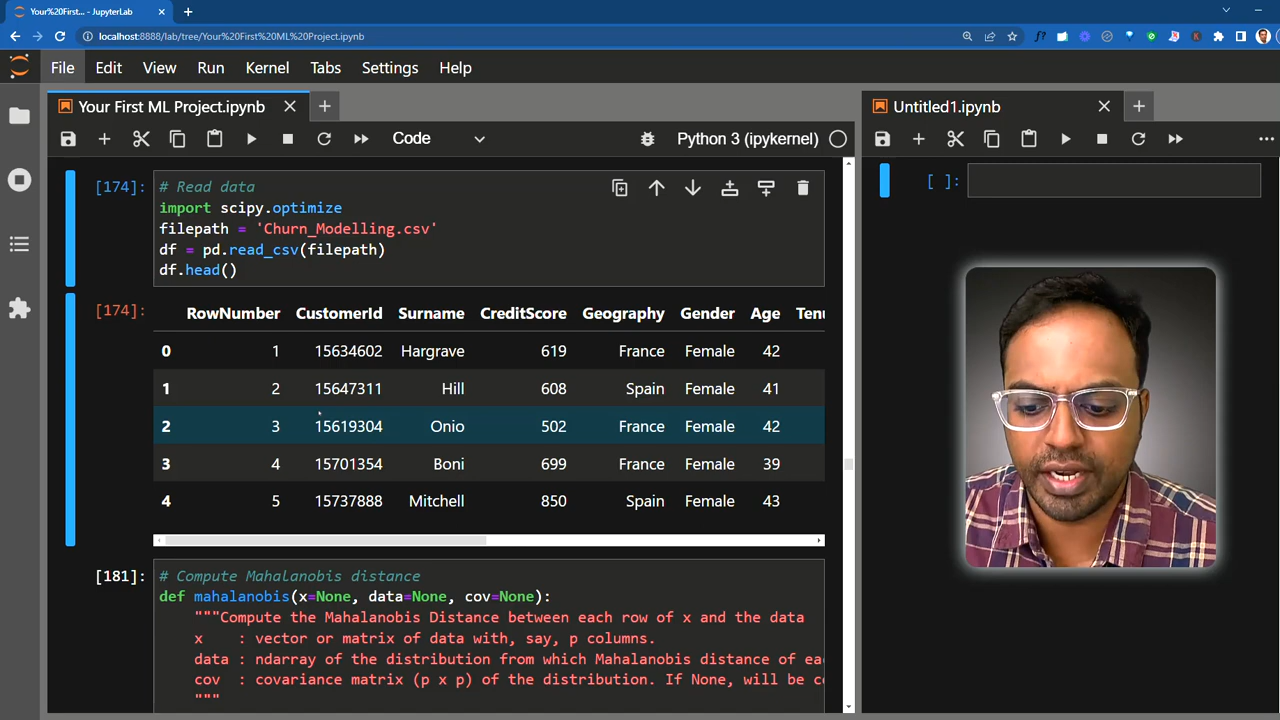 Your%20First... - JupyterLab
localhost:8888/lab/tree/Your%20First%20ML%20Project.ipynb
File Edit View Run Kernel Tabs Settings Help
Your First ML Project.ipynb
Untitled1.ipynb
Code
Python 3 (ipykernel)
[174]:
# Read data
import scipy.optimize
filepath = 'Churn_Modelling.csv'
df = pd.read_csv(filepath)
df.head()
[ ]:
[174]:
RowNumber CustomerId Surname CreditScore Geography Gender Age Tenu
0 1 15634602 Hargrave 619 France Female 42
1 2 15647311 Hill 608 Spain Female 41
2 3 15619304 Onio 502 France Female 42
3 4 15701354 Boni 699 France Female 39
4 5 15737888 Mitchell 850 Spain Female 43
[181]:
# Compute Mahalanobis distance
def mahalanobis(x=None, data=None, cov=None):
"""Compute the Mahalanobis Distance between each row of x and the data
x : vector or matrix of data with, say, p columns.
data : ndarray of the distribution from which Mahalanobis distance of ea
cov : covariance matrix (p x p) of the distribution. If None, will be c
"""